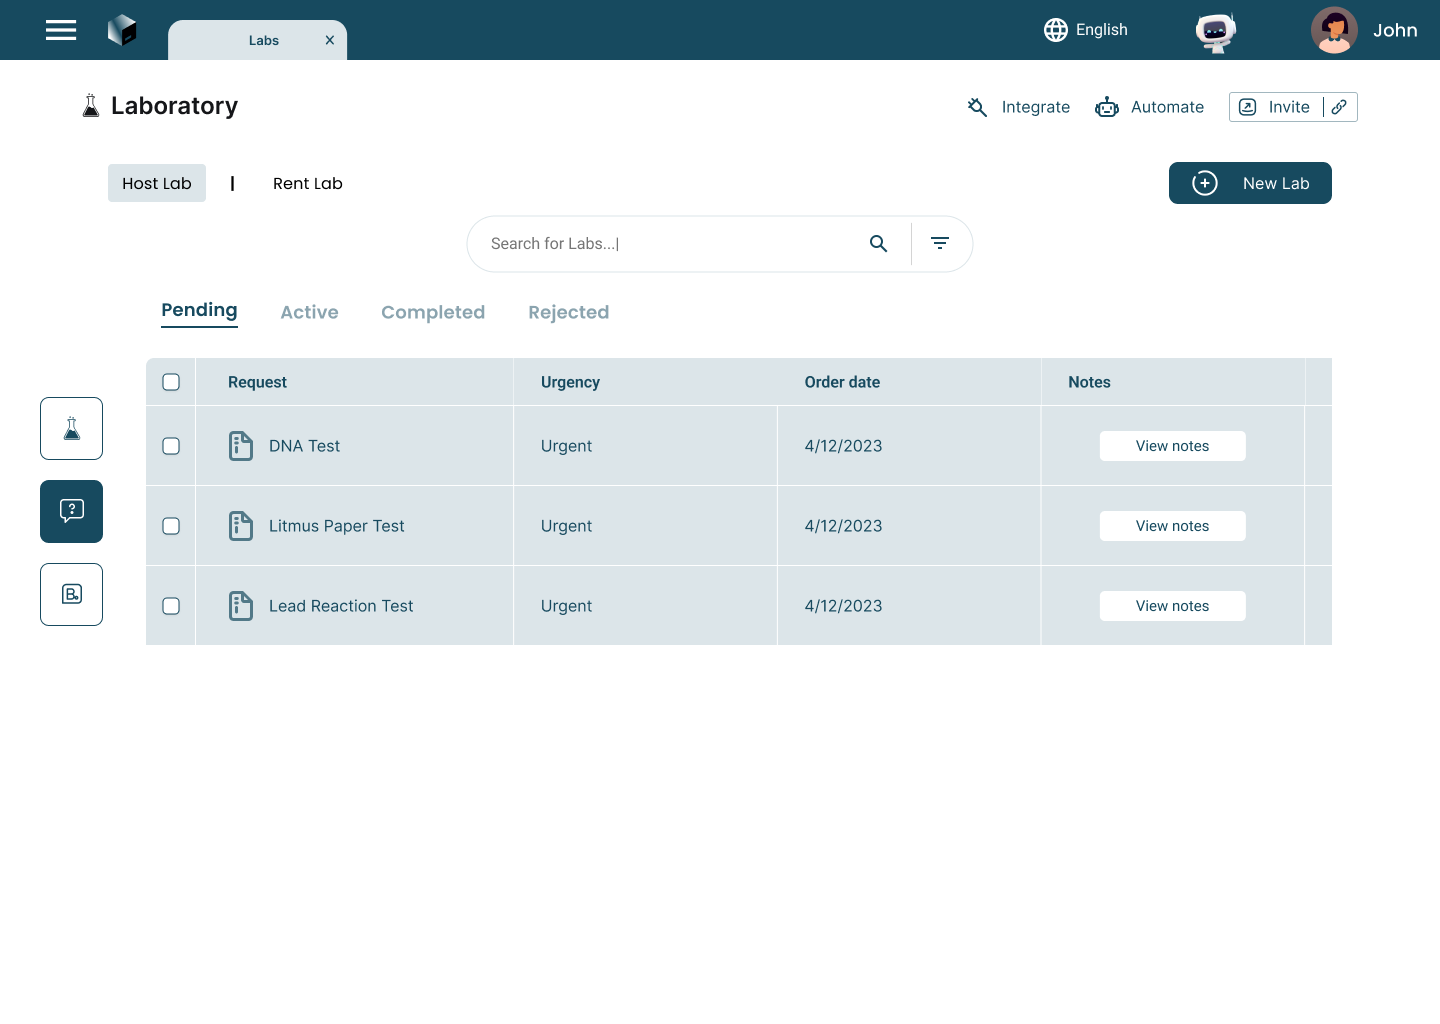 Labs X
English
John
Laboratory
Integrate
Automate
Invite
Host Lab | Rent Lab
New Lab
Search for Labs...|
Pending Active Completed Rejected
Request Urgency Order date Notes
DNA Test Urgent 4/12/2023 View notes
Litmus Paper Test Urgent 4/12/2023 View notes
Lead Reaction Test Urgent 4/12/2023 View notes
?
B.